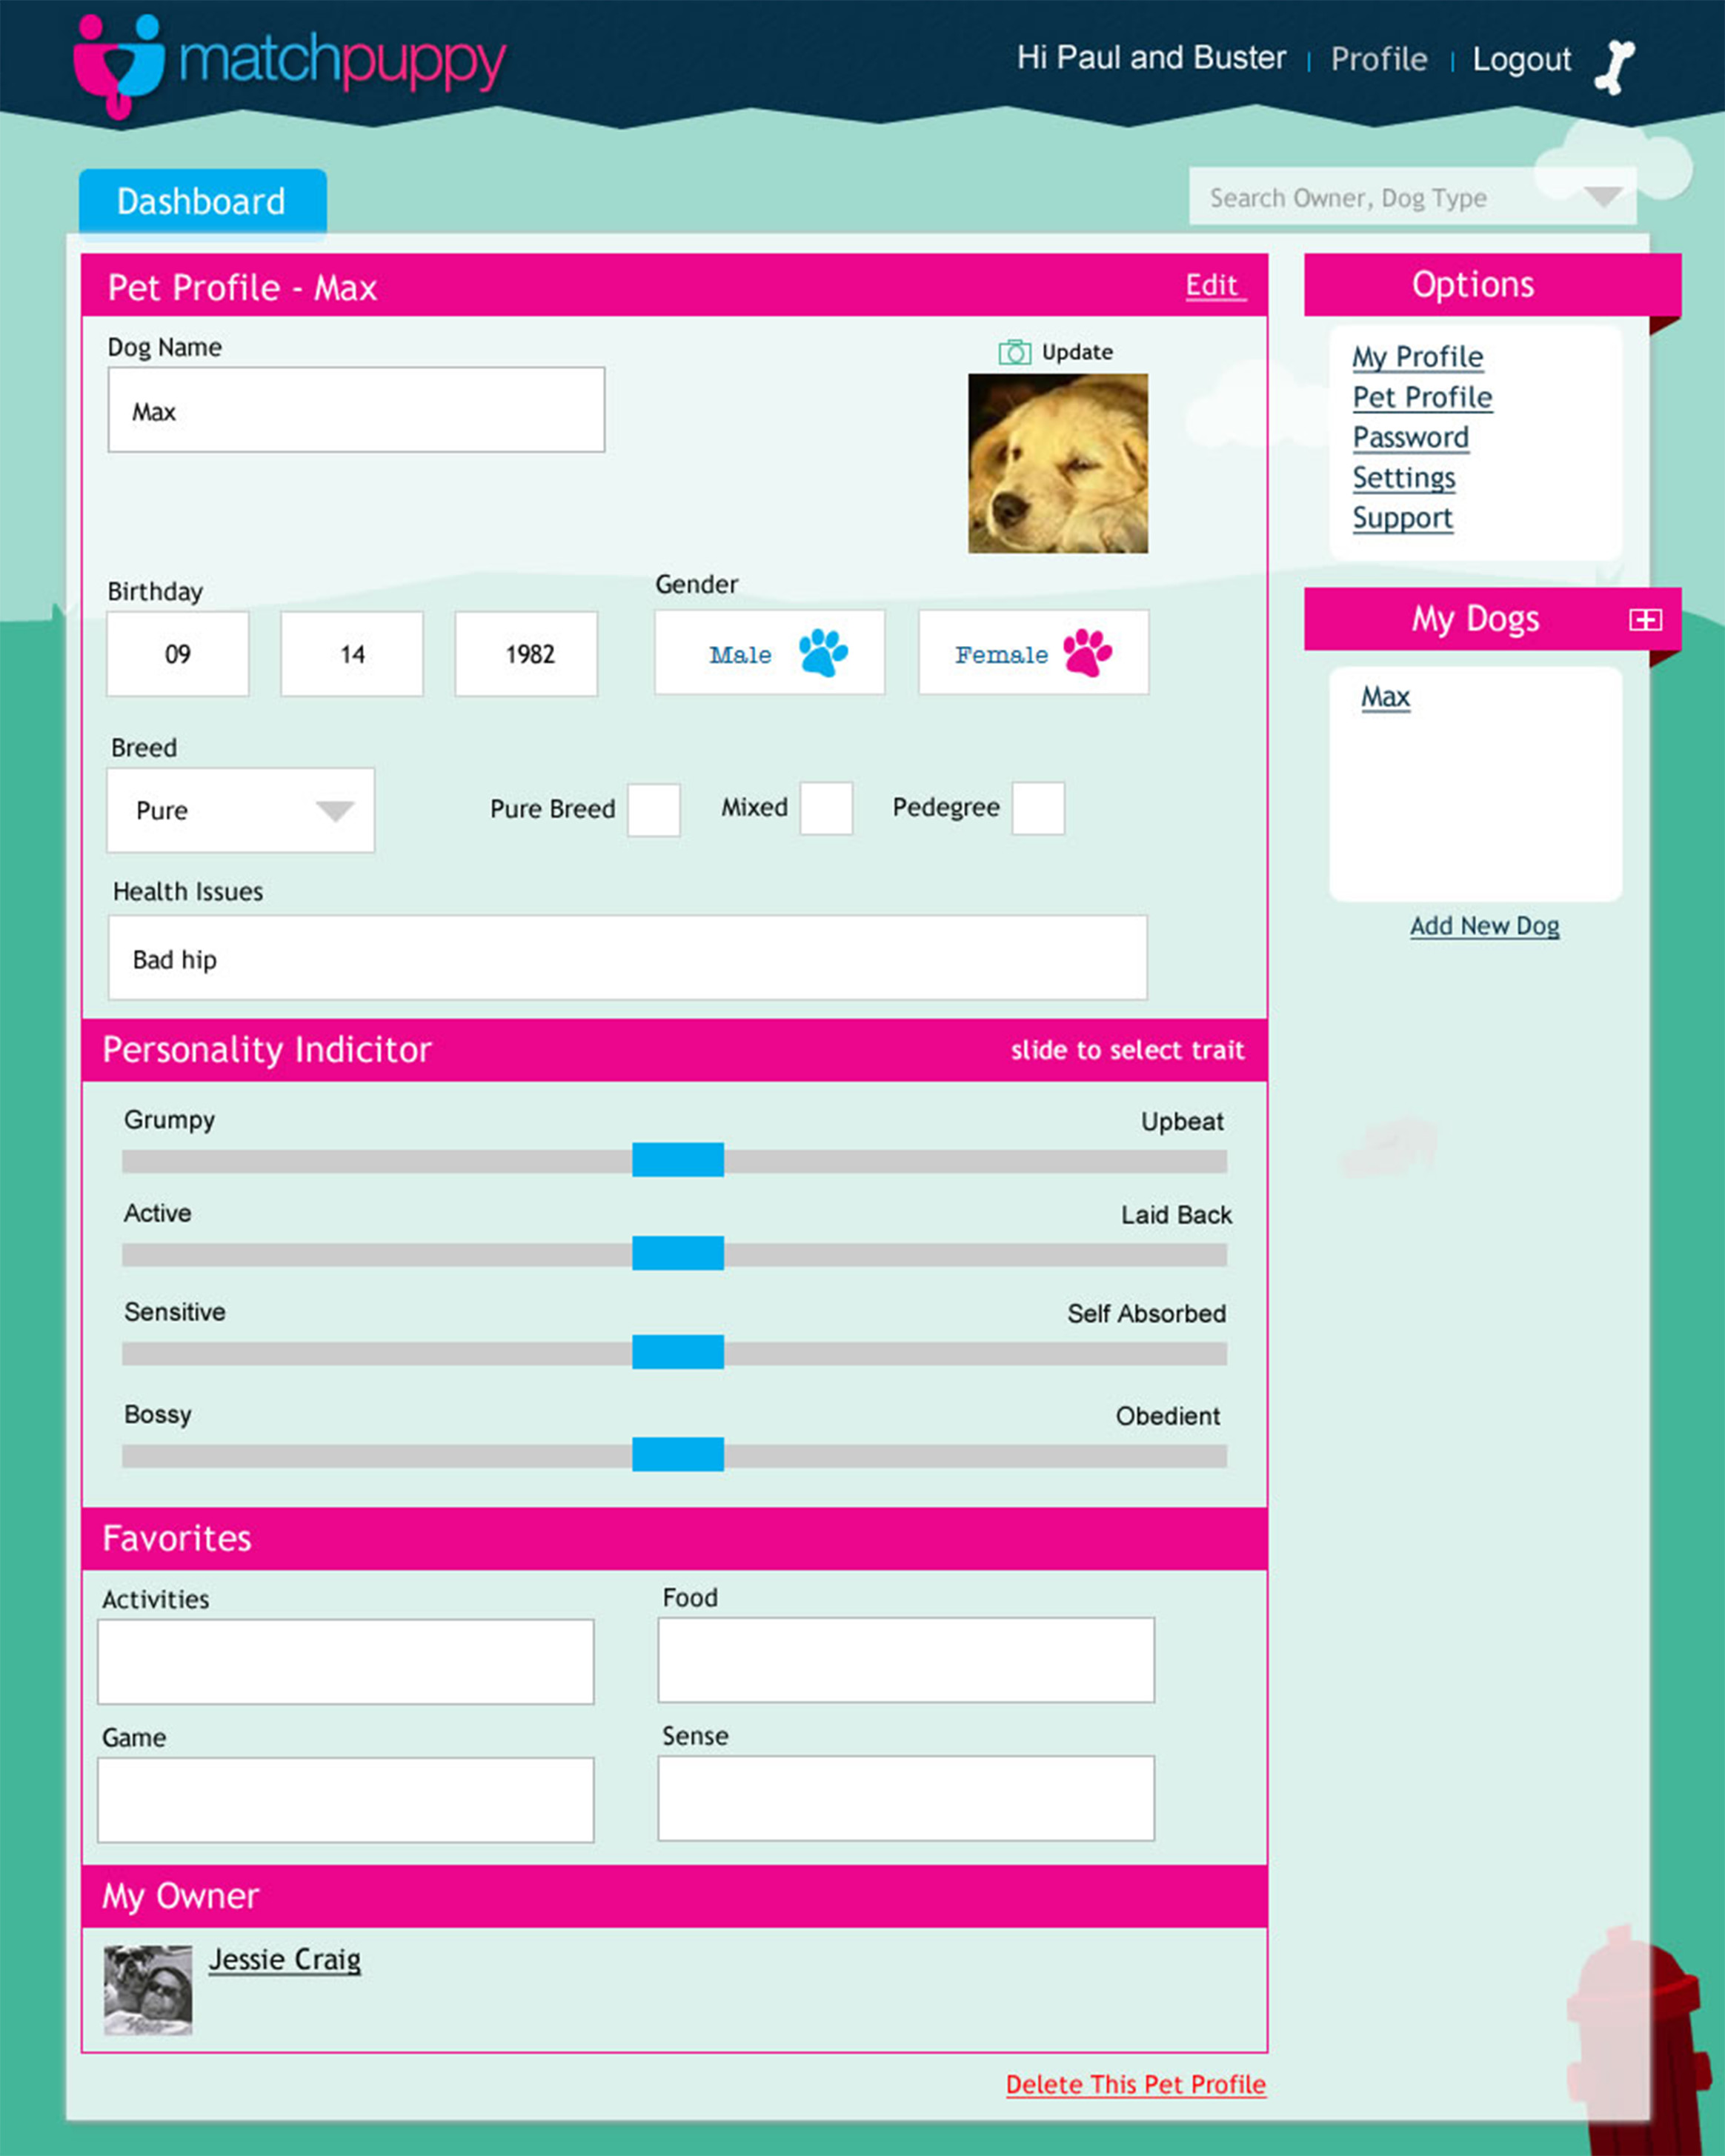 matchpuppy
Hi Paul and Buster | Profile | Logout
Dashboard
Search Owner, Dog Type
Pet Profile - Max
Edit
Options
Dog Name
Update
Max
My Profile
Pet Profile
Password
Settings
Support
Birthday
Gender
09
14
1982
Male
Female
My Dogs
Max
Breed
Pure
Pure Breed
Mixed
Pedegree
Health Issues
Bad hip
Add New Dog
Personality Indicitor
slide to select trait
Grumpy
Upbeat
Active
Laid Back
Sensitive
Self Absorbed
Bossy
Obedient
Favorites
Activities
Food
Game
Sense
My Owner
Jessie Craig
Delete This Pet Profile